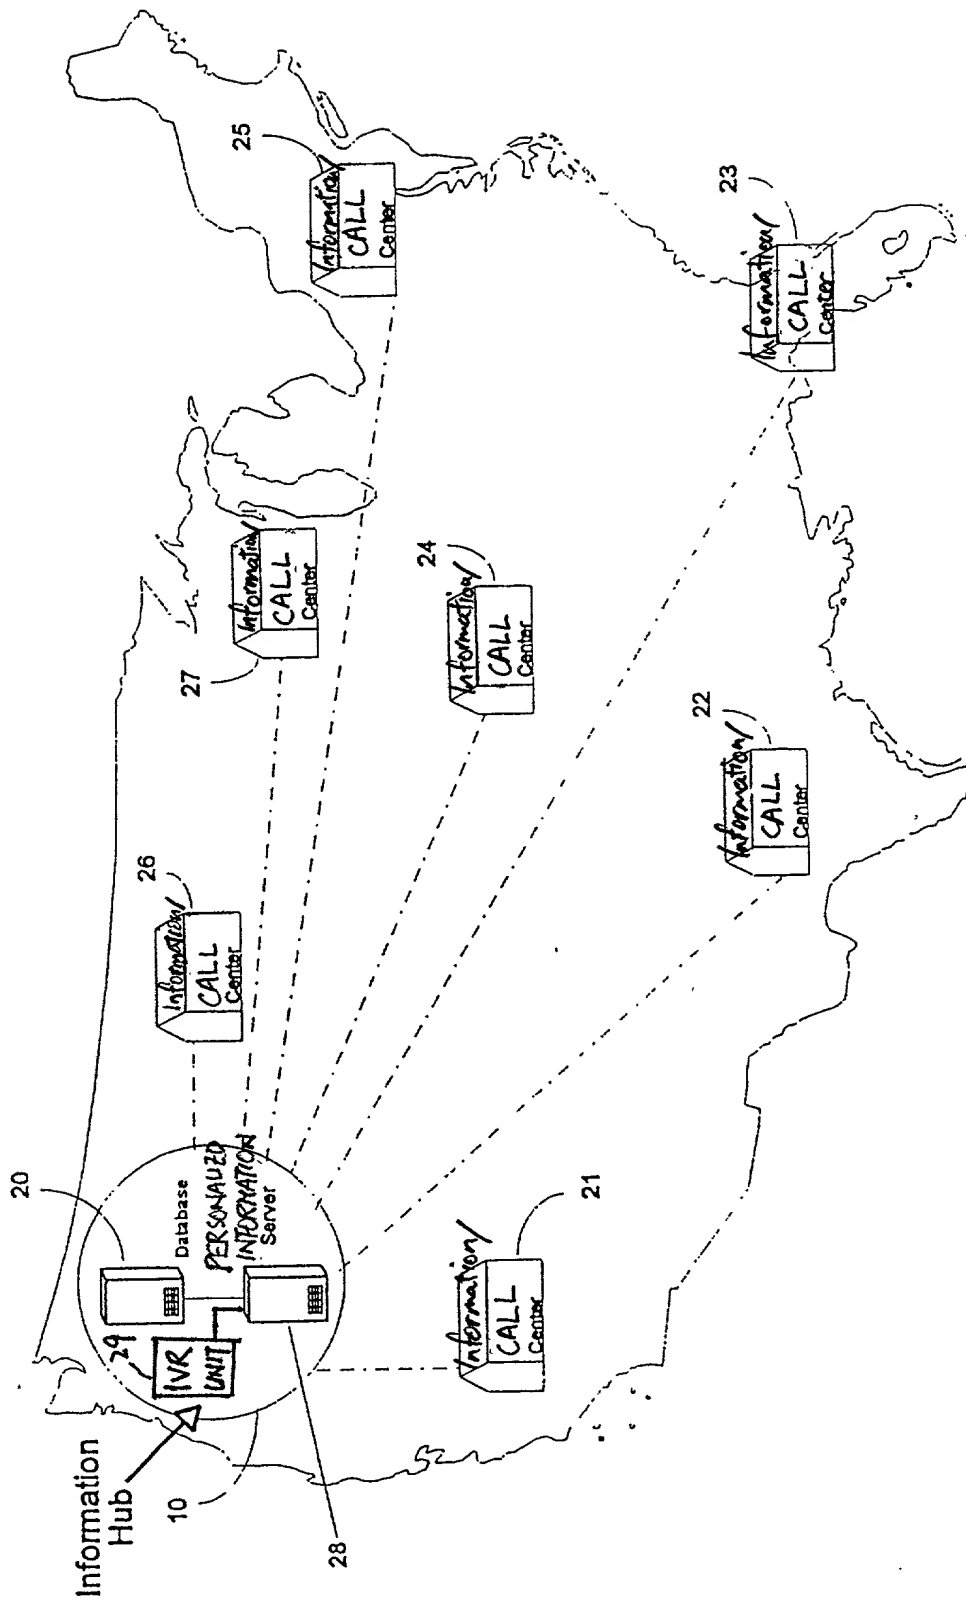 Information
Hub
10
28
29
IVR
UNIT
20
Database
PERSONALIZED
INFORMATION
Server
21
Information/
CALL
Center
26
Information/
CALL
Center
27
Information/
CALL
Center
24
Information/
CALL
Center
22
Information/
CALL
Center
25
Information/
CALL
Center
23
Information/
CALL
Center